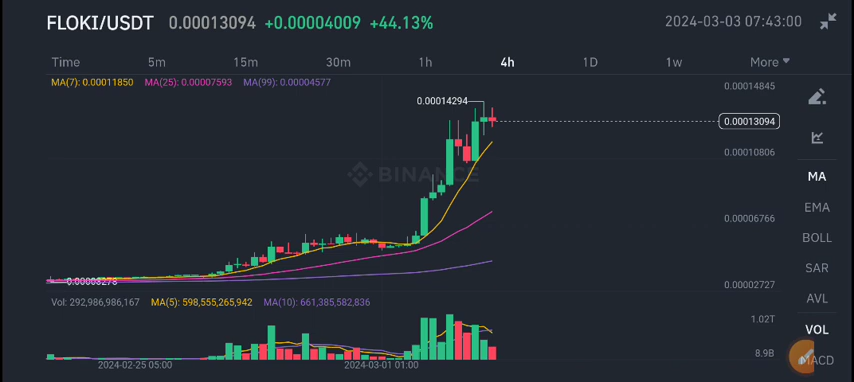 FLOKI/USDT 0.00013094 +0.00004009 +44.13% 2024-03-03 07:43:00
Time 5m 15m 30m 1h 4h 1D 1w More
MA(7): 0.00011850 MA(25): 0.00007593 MA(99): 0.00004577
0.00014845
0.00014294
0.00013094
0.00010806
BINANCE
0.00006766
0.00003278
0.00002727
MA
EMA
BOLL
SAR
AVL
VOL
MACD
Vol: 292,986,986,167 MA(5): 598,555,265,942 MA(10): 661,385,582,836
1.02T
8.9B
2024-02-25 05:00 2024-03-01 01:00